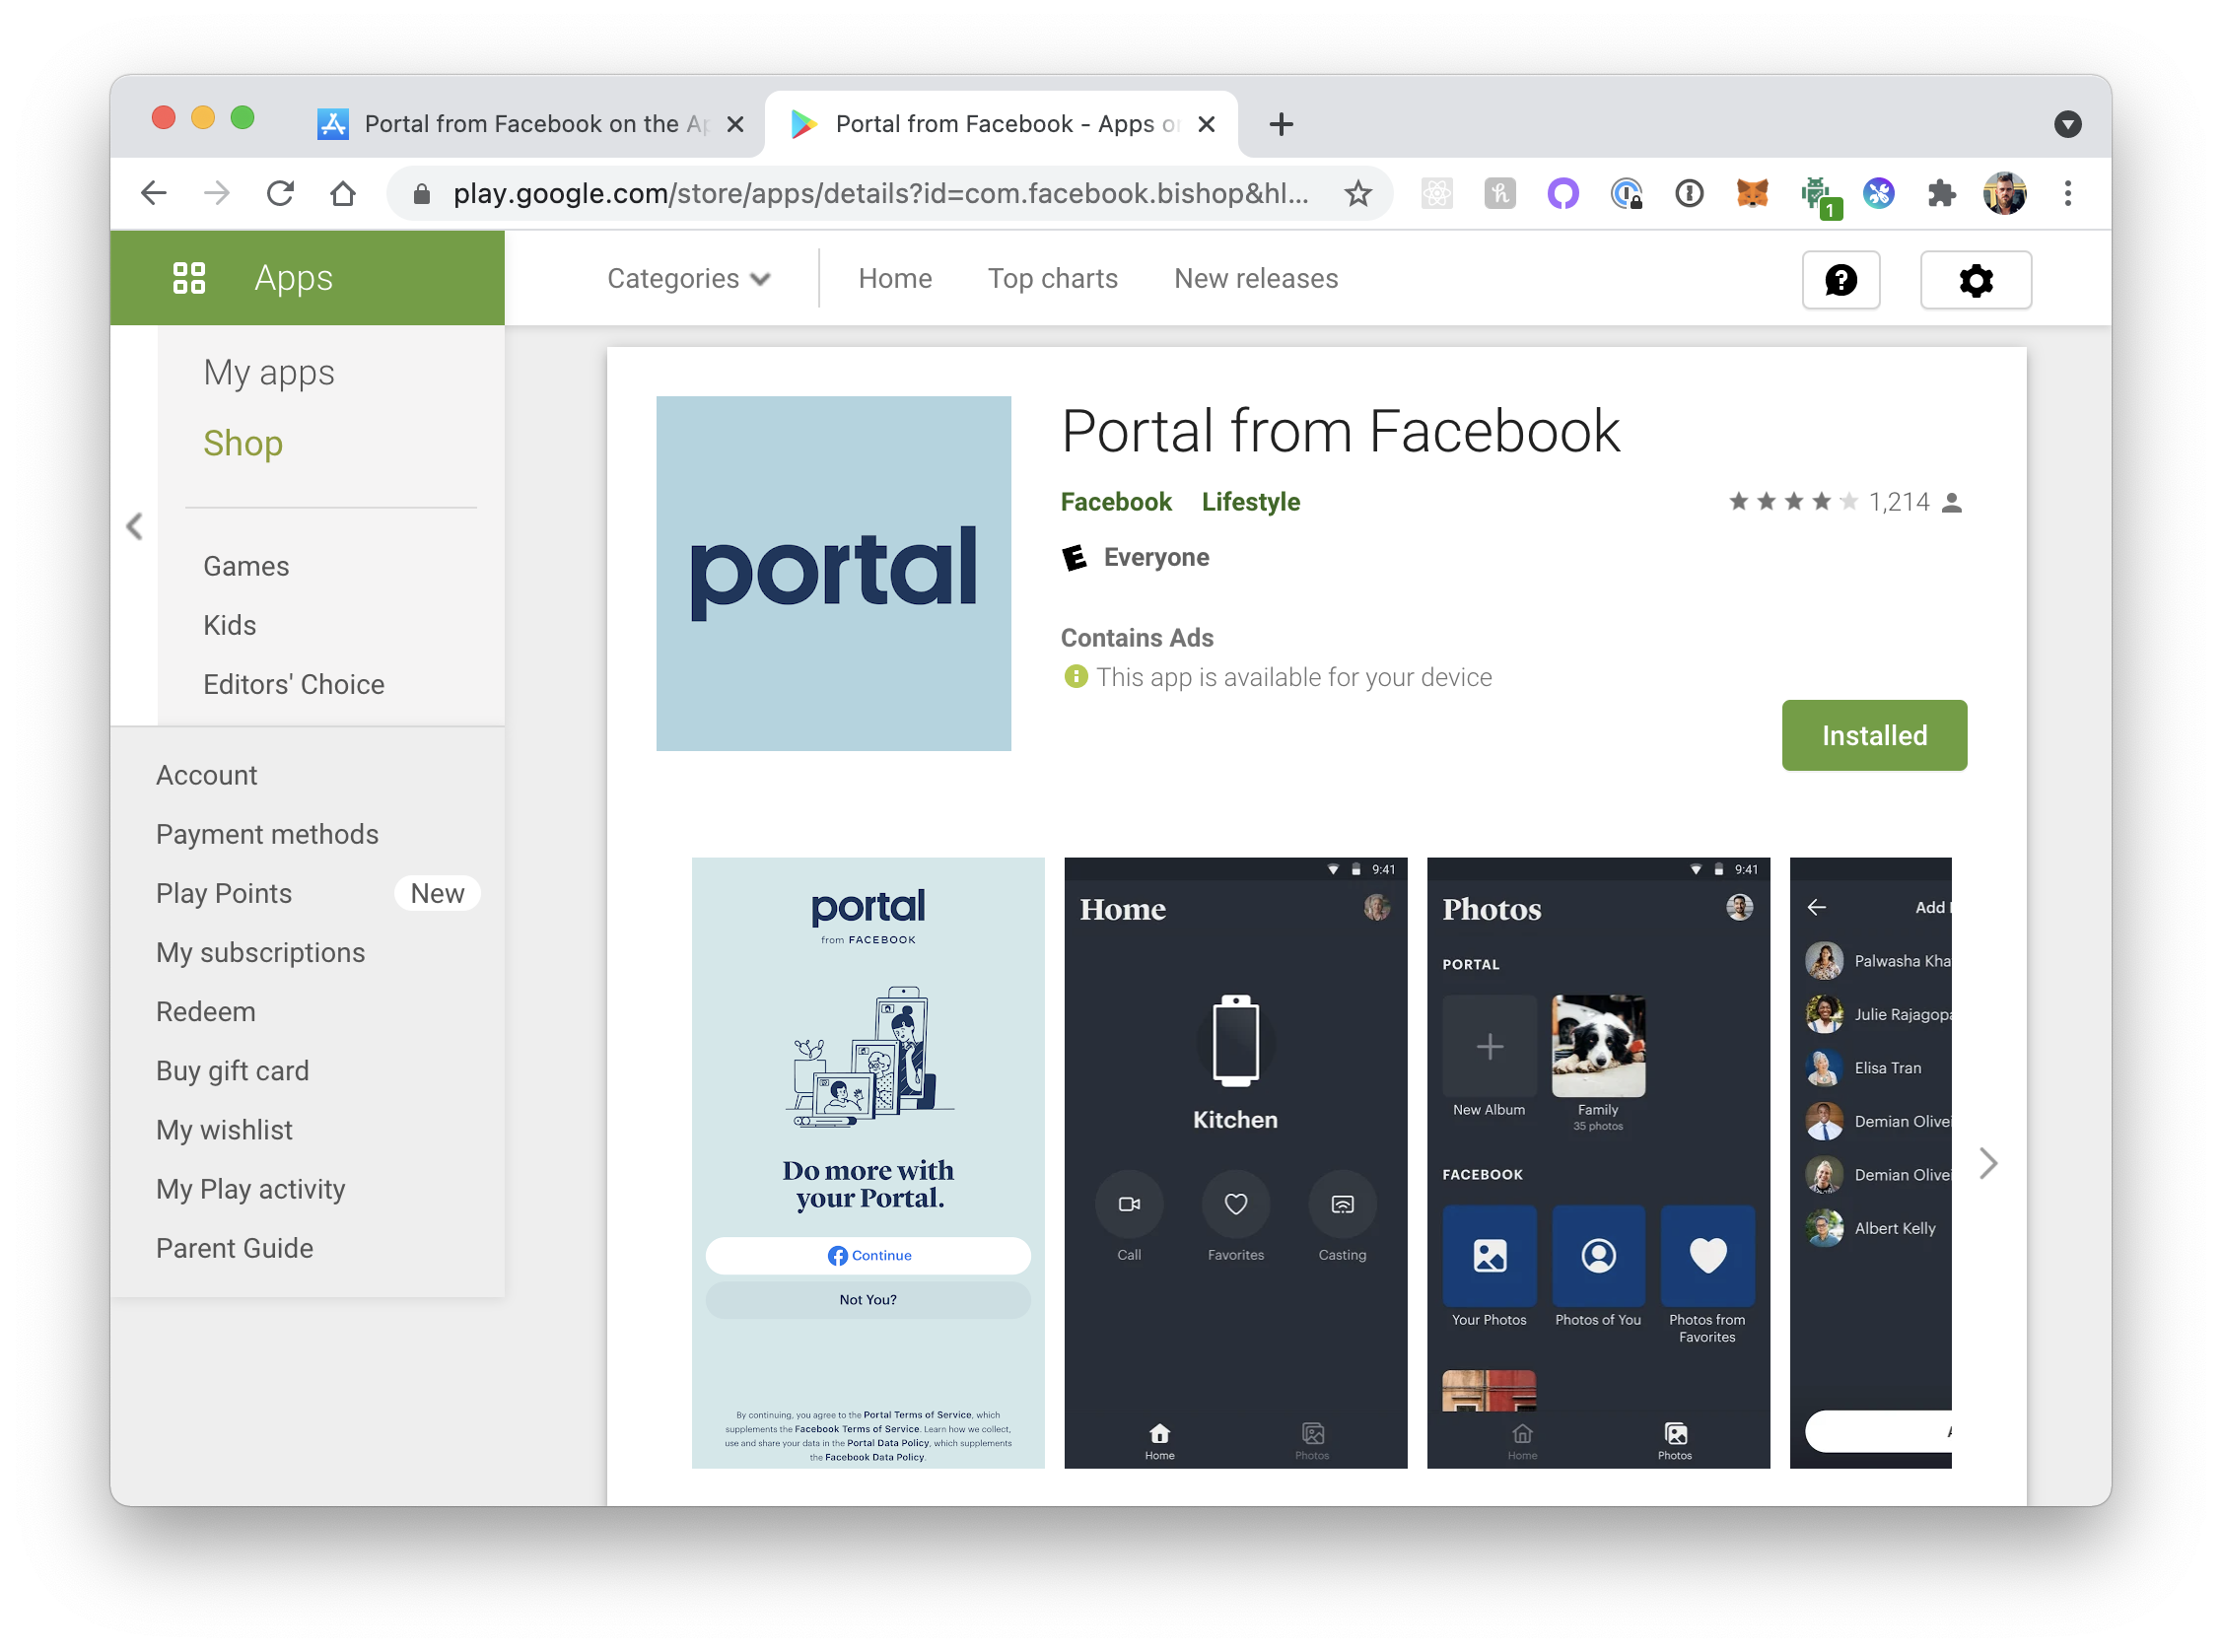 Portal from Facebook on the Ap
Portal from Facebook - Apps on
play.google.com/store/apps/details?id=com.facebook.bishop&hl...
1
Apps
Categories
Home
Top charts
New releases
My apps
Shop
Games
Kids
Editors' Choice
Account
Payment methods
Play Points
New
My subscriptions
Redeem
Buy gift card
My wishlist
My Play activity
Parent Guide
portal
Portal from Facebook
Facebook Lifestyle
1,214
E Everyone
Contains Ads
This app is available for your device
Installed
portal
from FACEBOOK
Do more with
your Portal.
Continue
Not You?
By continuing, you agree to the Portal Terms of Service, which
supplements the Facebook Terms of Service. Learn how we collect,
use and share your data in the Portal Data Policy, which supplements
the Facebook Data Policy.
9:41
Home
Kitchen
Call
Favorites
Casting
Home
Photos
9:41
Photos
PORTAL
New Album
Family
35 photos
FACEBOOK
Your Photos
Photos of You
Photos from
Favorites
Home
Photos
Add
Palwasha Kha
Julie Rajagopa
Elisa Tran
Demian Olivei
Demian Olivei
Albert Kelly